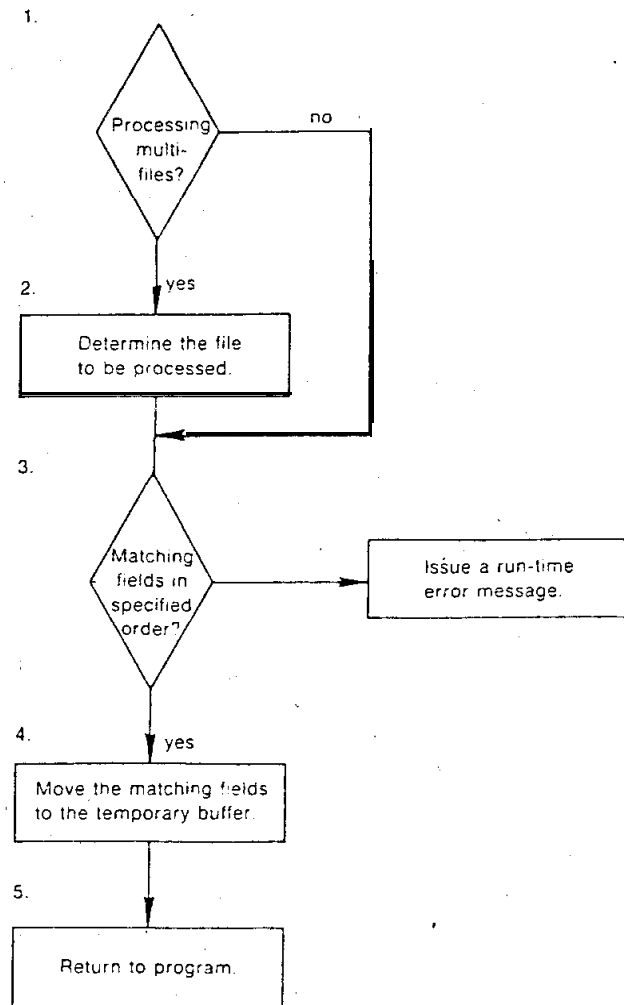 1.
Processing
multi-
files?
no
yes
2.
Determine the file
to be processed.
3.
Matching
fields in
specified
order?
Issue a run-time
error message.
yes
4.
Move the matching fields
to the temporary buffer.
5.
Return to program.